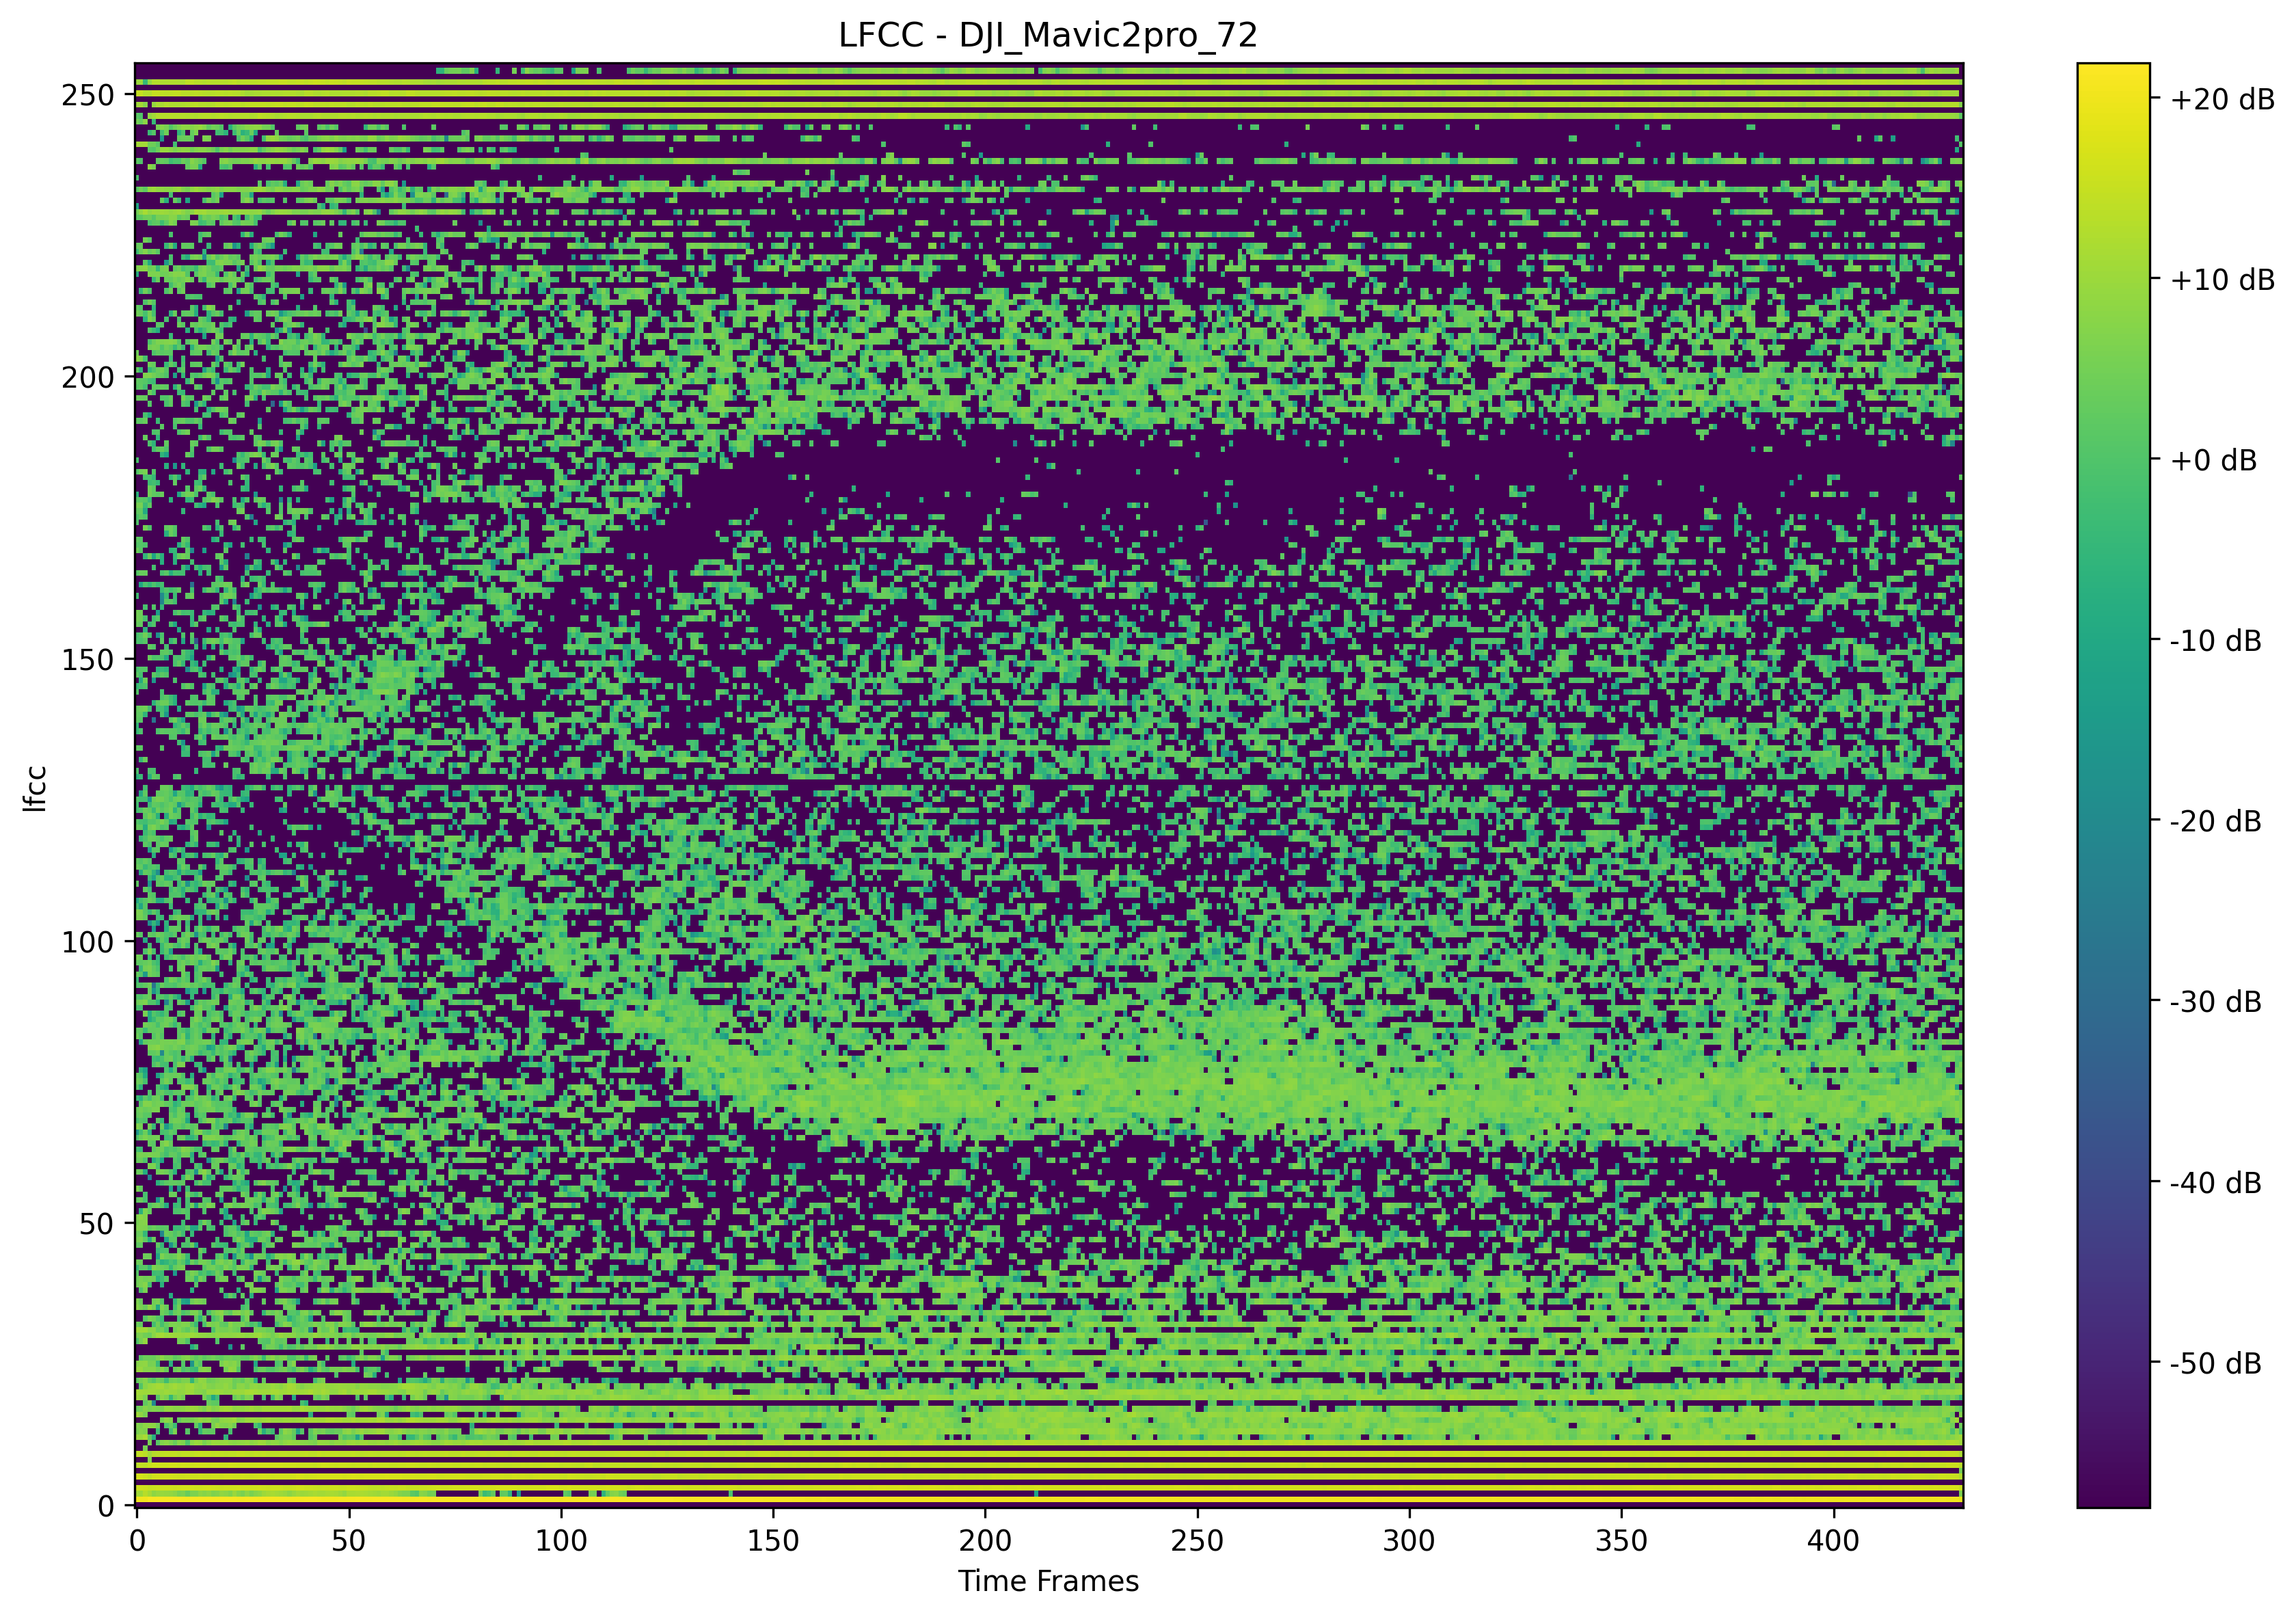 LFCC - DJI_Mavic2pro_72
250
200
150
100
50
0
lfcc
0 50 100 150 200 250 300 350 400
Time Frames
+20 dB
+10 dB
+0 dB
-10 dB
-20 dB
-30 dB
-40 dB
-50 dB